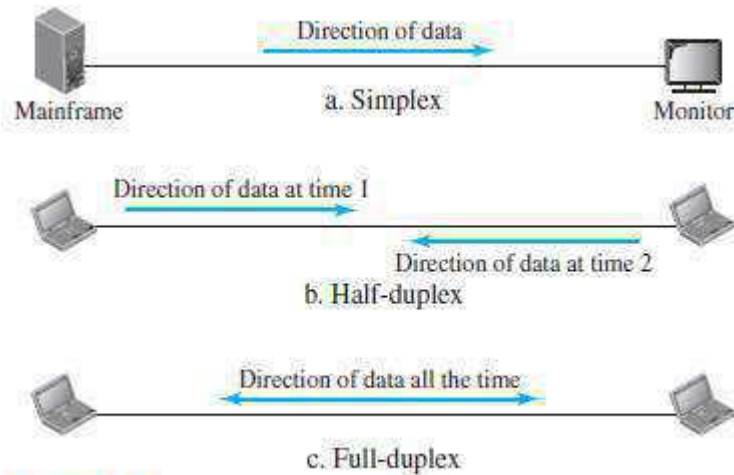 Direction of data
Mainframe
a. Simplex
Monitor
Direction of data at time 1
Direction of data at time 2
b. Half-duplex
Direction of data all the time
c. Full-duplex